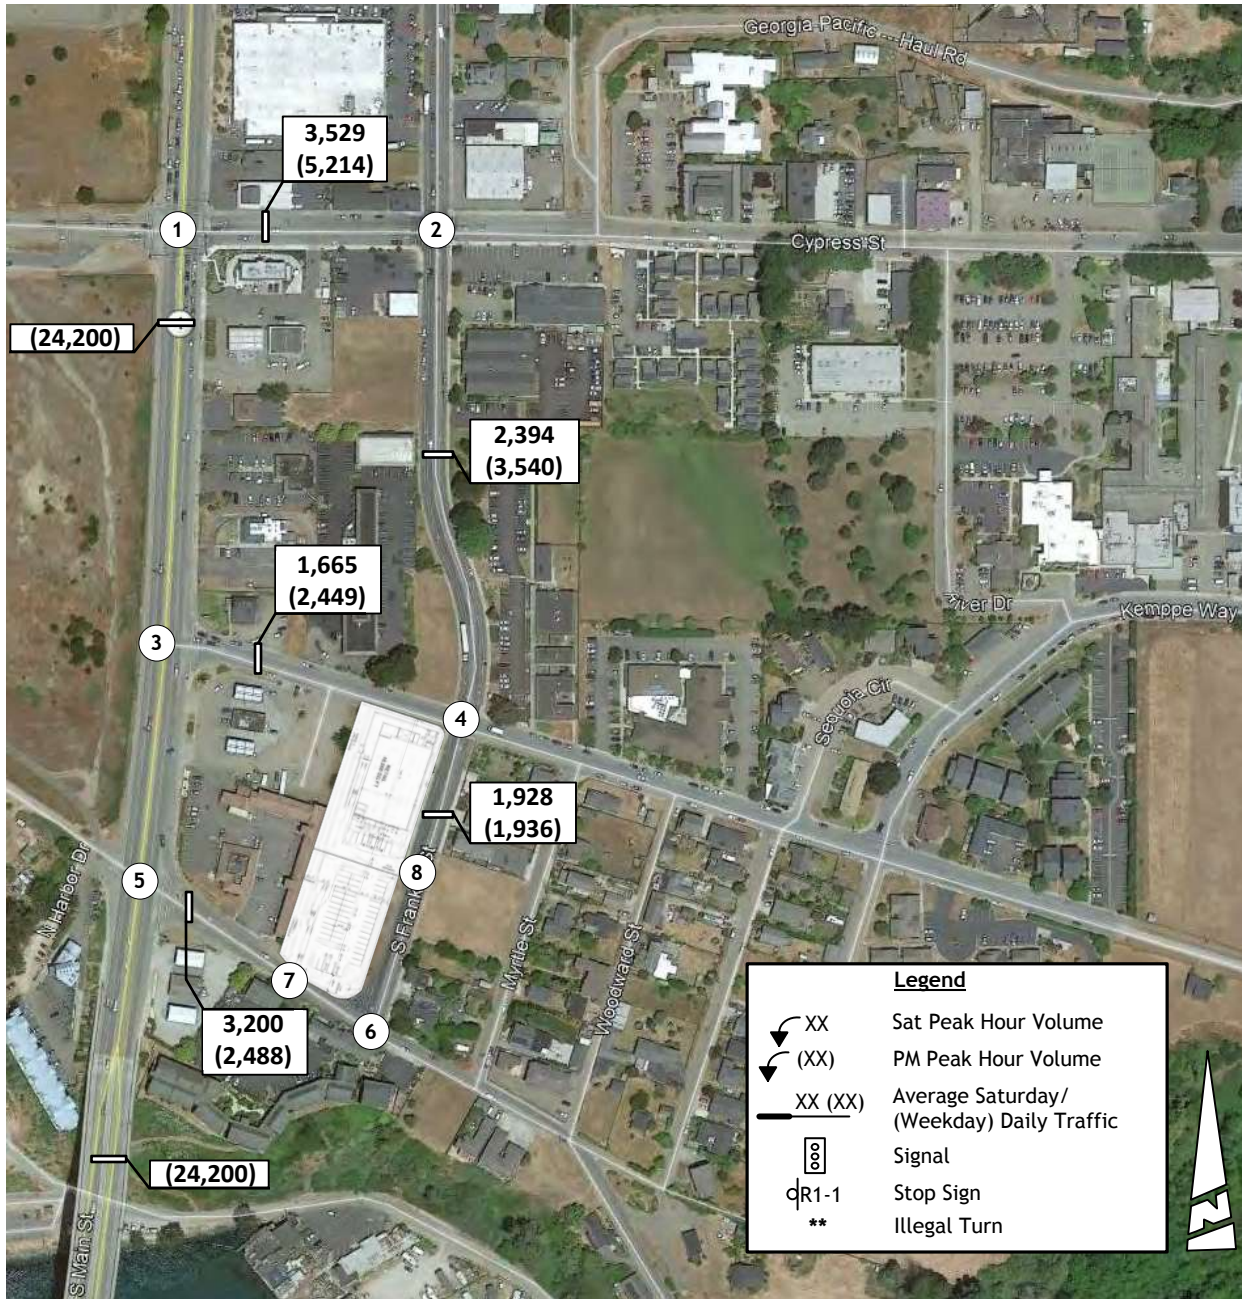 Georgia Pacific Haul Rd
3,529
(5,214)
1
2
Cypress St
(24,200)
2,394
(3,540)
1,665
(2,449)
River Dr
Kemppe Way
3
4
Sequoia Cir
1,928
(1,936)
5
8
N Harbor Dr
S Frank St
Myrtle St
Woodward St
7
6
3,200
(2,488)
(24,200)
S Main St
Legend
XX Sat Peak Hour Volume
(XX) PM Peak Hour Volume
XX (XX) Average Saturday/
(Weekday) Daily Traffic
Signal
R1-1 Stop Sign
** Illegal Turn
N